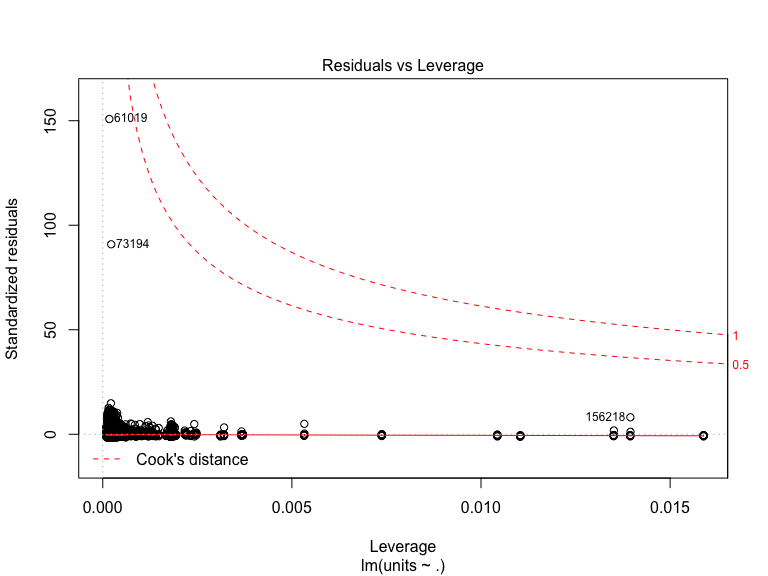 Residuals vs Leverage
Standardized residuals
150
100
50
0
61019
73194
156218
1
0.5
Cook's distance
0.000
0.005
0.010
0.015
Leverage
lm(units ~ .)